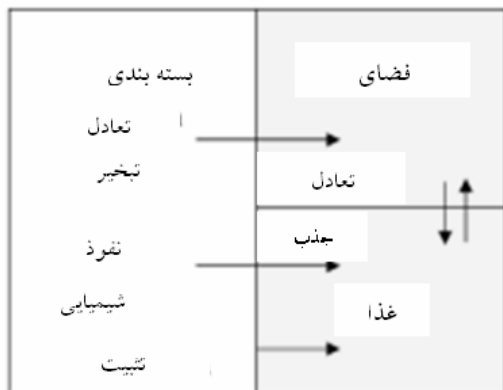 بسته بندی
تعادل
تبخیر
نفوذ
شیمیایی
تثبیت
فضای
تعادل
جذب
غذا